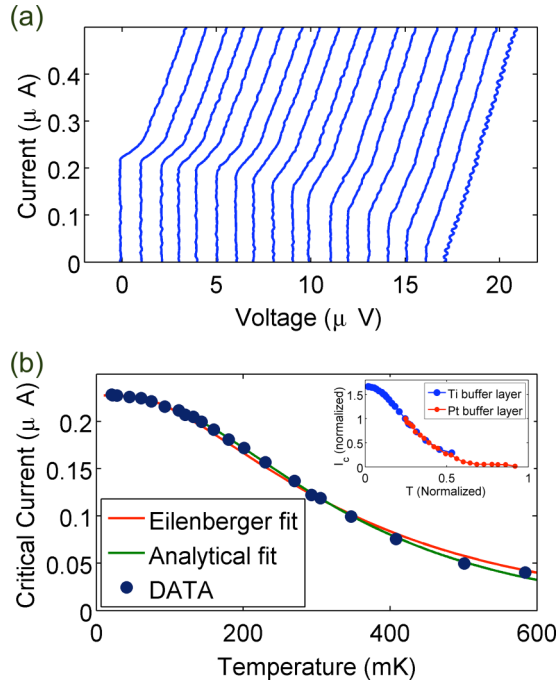 (a)
0.4
0.3
0.2
0.1
0
Current (μ A)
0 5 10 15 20
Voltage (μ V)
(b)
0.2
0.15
0.1
0.05
0
Critical Current (μ A)
Eilenberger fit
Analytical fit
DATA
1.5
1
0.5
0
I_c (normalized)
Ti buffer layer
Pt buffer layer
0 0.5 1
T (Normalized)
0 200 400 600
Temperature (mK)